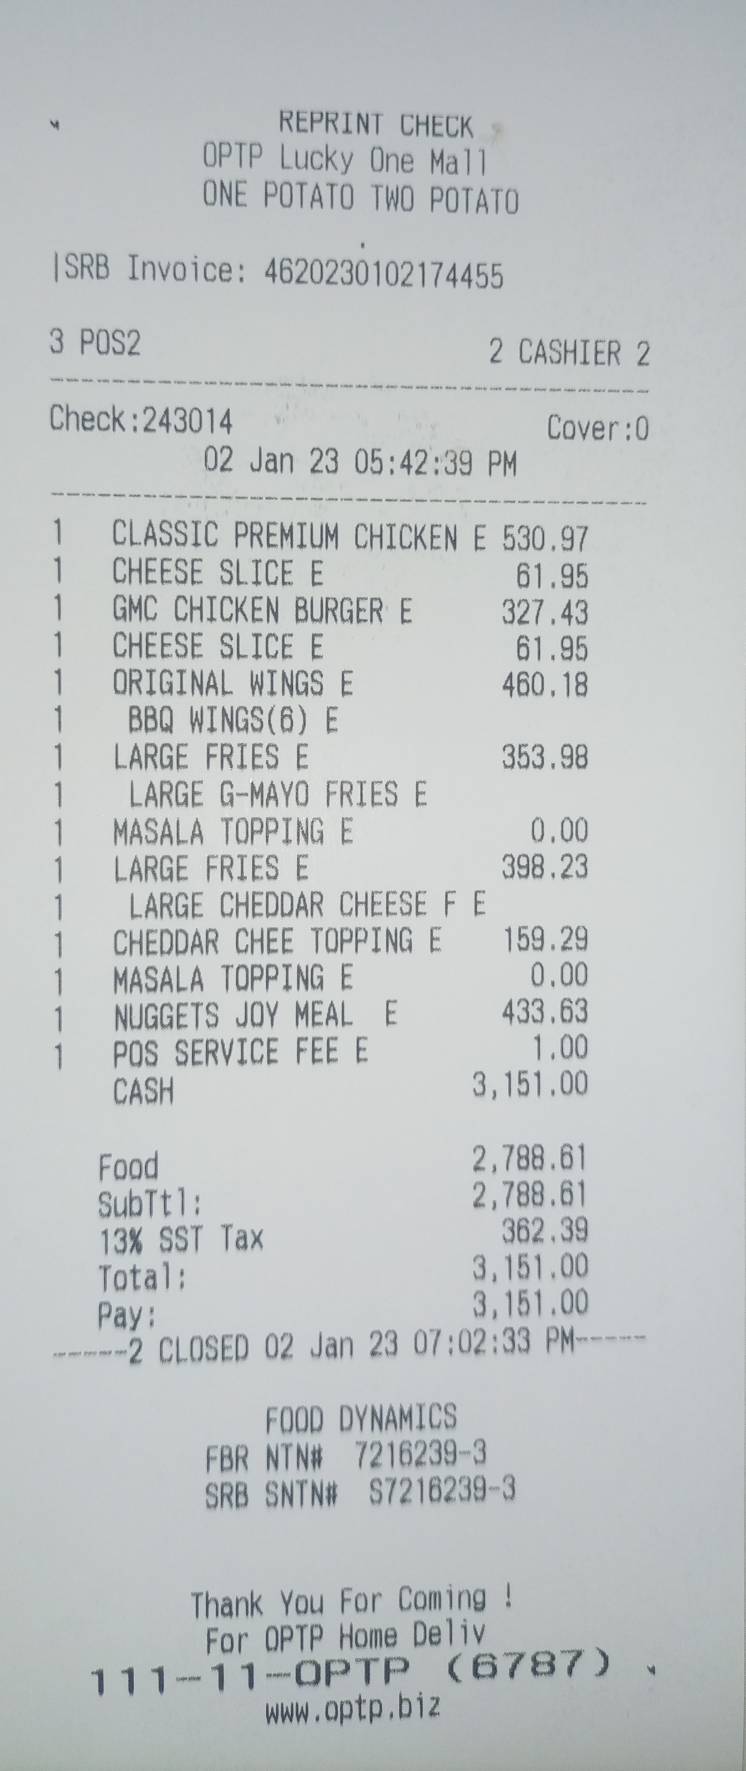 REPRINT CHECK
OPTP Lucky One Mall
ONE POTATO TWO POTATO
|SRB Invoice: 4620230102174455
3 POS2 2 CASHIER 2
------------------------------------------
Check:243014 Cover:0
02 Jan 23 05:42:39 PM
------------------------------------------
1 CLASSIC PREMIUM CHICKEN E 530.97
1 CHEESE SLICE E 61.95
1 GMC CHICKEN BURGER E 327.43
1 CHEESE SLICE E 61.95
1 ORIGINAL WINGS E 460.18
1 BBQ WINGS(6) E
1 LARGE FRIES E 353.98
1 LARGE G-MAYO FRIES E
1 MASALA TOPPING E 0.00
1 LARGE FRIES E 398.23
1 LARGE CHEDDAR CHEESE F E
1 CHEDDAR CHEE TOPPING E 159.29
1 MASALA TOPPING E 0.00
1 NUGGETS JOY MEAL E 433.63
1 POS SERVICE FEE E 1.00
CASH 3,151.00
Food 2,788.61
SubTtl: 2,788.61
13% SST Tax 362.39
Total: 3,151.00
Pay: 3,151.00
-----2 CLOSED 02 Jan 23 07:02:33 PM-----
FOOD DYNAMICS
FBR NTN# 7216239-3
SRB SNTN# S7216239-3
Thank You For Coming !
For OPTP Home Deliv
111-11-OPTP (6787)
www.optp.biz